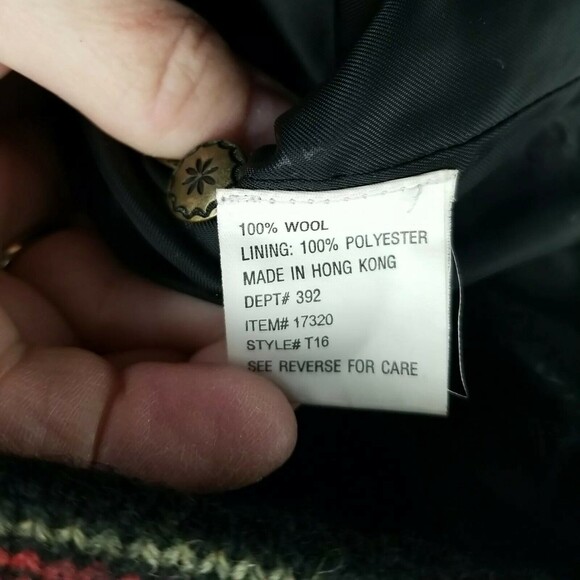 100% WOOL
LINING: 100% POLYESTER
MADE IN HONG KONG
DEPT# 392
ITEM# 17320
STYLE# T16
SEE REVERSE FOR CARE